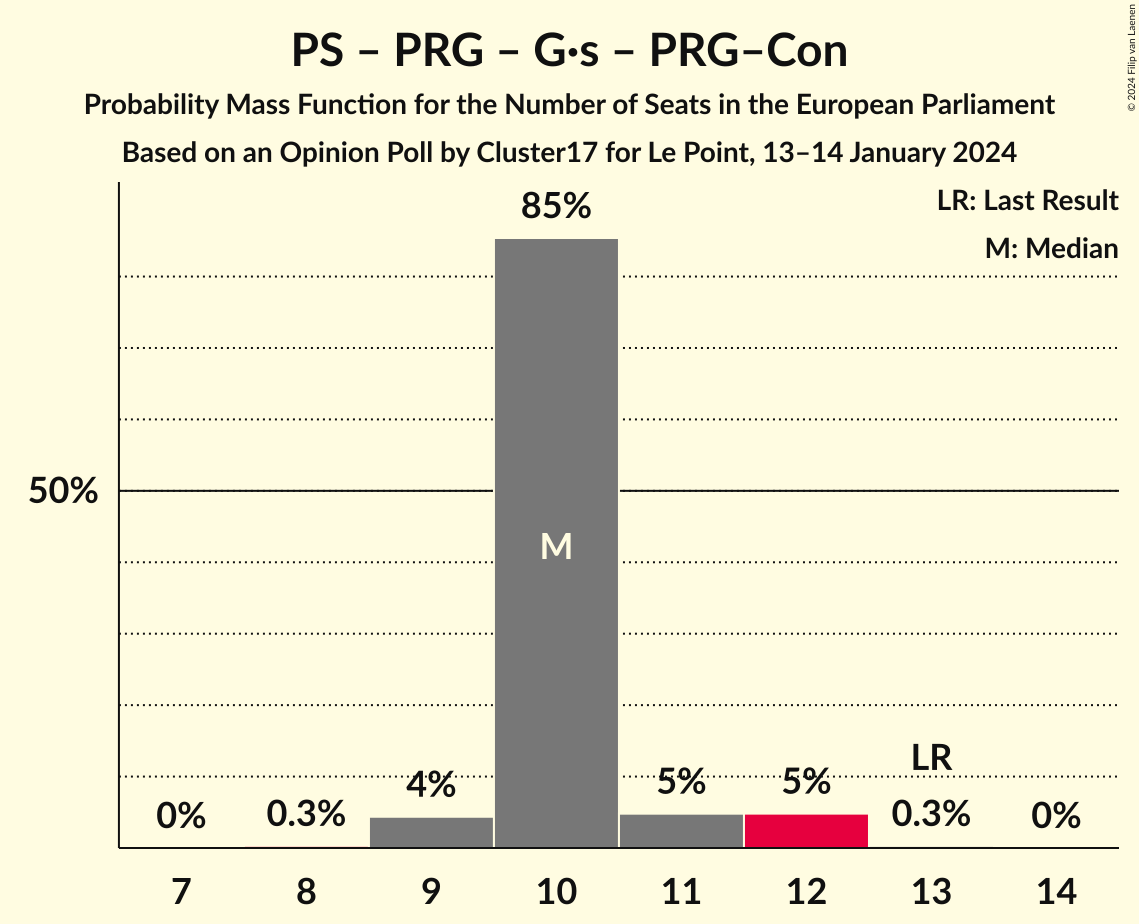 PS – PRG – G•s – PRG–Con
Probability Mass Function for the Number of Seats in the European Parliament
Based on an Opinion Poll by Cluster17 for Le Point, 13–14 January 2024
© 2024 Filip van Laenen
LR: Last Result
M: Median
85%
50%
M
LR
0% 0.3% 4% 5% 5% 0.3% 0%
7 8 9 10 11 12 13 14